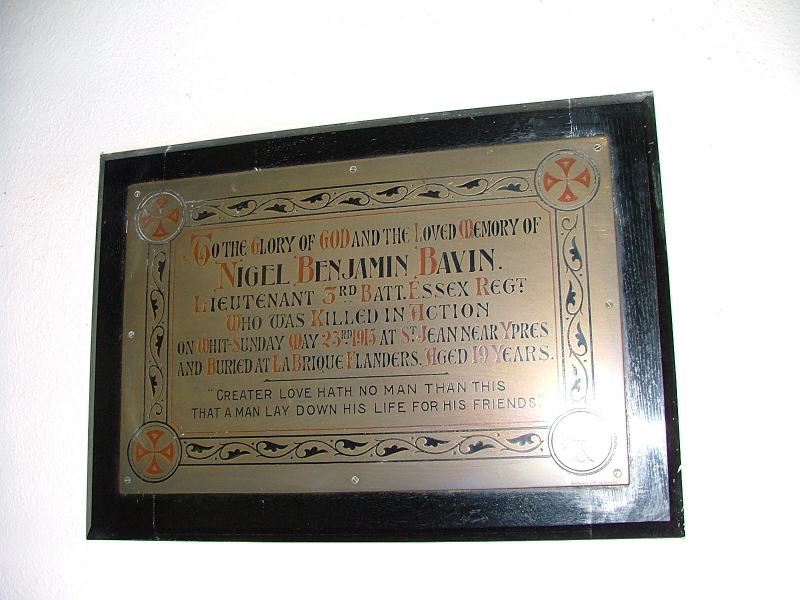 To the Glory of God and the Loved Memory of
Nigel Benjamin Bavin.
Lieutenant 3rd Batt. Essex Regt
Who was Killed in Action
on Whit-Sunday May 23rd 1915 at St Jean near Ypres
and Buried at La Brique Flanders. Aged 19 Years.
"GREATER LOVE HATH NO MAN THAN THIS
THAT A MAN LAY DOWN HIS LIFE FOR HIS FRIENDS."